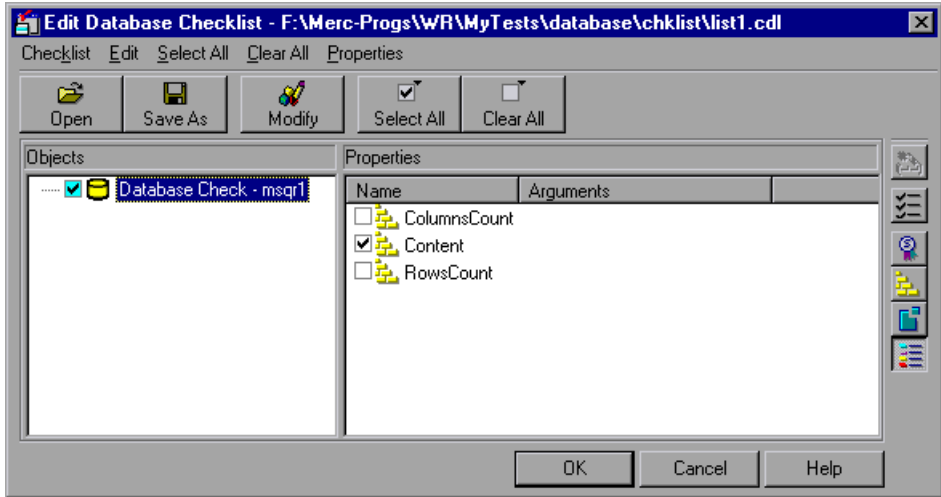 Edit Database Checklist - F:\Merc-Progs\WR\MyTests\database\chklist\list1.cdl
Checklist Edit Select All Clear All Properties
Open Save As Modify Select All Clear All
Objects Properties
Database Check - msqr1
Name Arguments
ColumnsCount
Content
RowsCount
OK Cancel Help